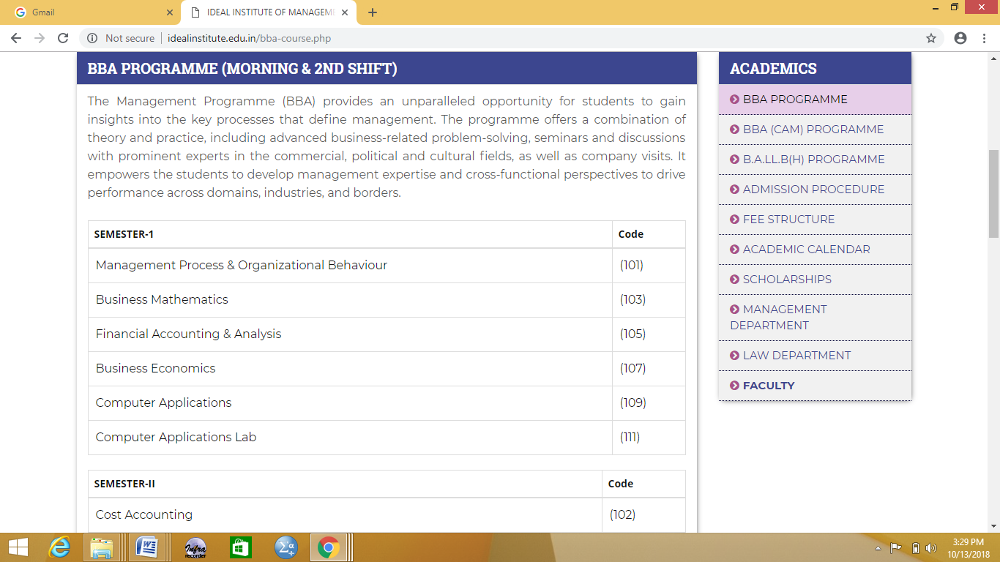 Gmail
IDEAL INSTITUTE OF MANAGEME
Not secure | idealinstitute.edu.in/bba-course.php
BBA PROGRAMME (MORNING & 2ND SHIFT)
The Management Programme (BBA) provides an unparalleled opportunity for students to gain
insights into the key processes that define management. The programme offers a combination of
theory and practice, including advanced business-related problem-solving, seminars and discussions
with prominent experts in the commercial, political and cultural fields, as well as company visits. It
empowers the students to develop management expertise and cross-functional perspectives to drive
performance across domains, industries, and borders.
SEMESTER-1 Code
Management Process & Organizational Behaviour (101)
Business Mathematics (103)
Financial Accounting & Analysis (105)
Business Economics (107)
Computer Applications (109)
Computer Applications Lab (111)
SEMESTER-II Code
Cost Accounting (102)
ACADEMICS
BBA PROGRAMME
BBA (CAM) PROGRAMME
B.A.LL.B(H) PROGRAMME
ADMISSION PROCEDURE
FEE STRUCTURE
ACADEMIC CALENDAR
SCHOLARSHIPS
MANAGEMENT
DEPARTMENT
LAW DEPARTMENT
FACULTY
Infra
recorder
Σα
3:29 PM
10/13/2018